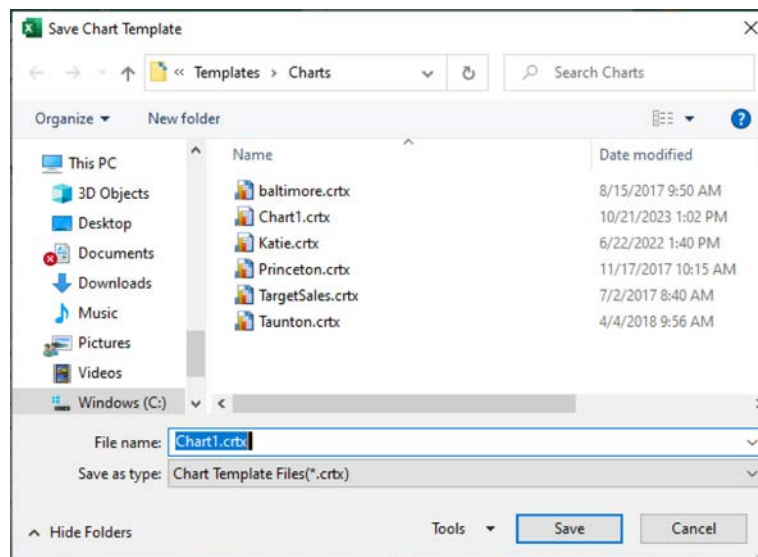 Save Chart Template
« Templates › Charts
Search Charts
Organize
New folder
This PC
3D Objects
Desktop
Documents
Downloads
Music
Pictures
Videos
Windows (C:)
Name Date modified
baltimore.crtx 8/15/2017 9:50 AM
Chart1.crtx 10/21/2023 1:02 PM
Katie.crtx 6/22/2022 1:40 PM
Princeton.crtx 11/17/2017 10:15 AM
TargetSales.crtx 7/2/2017 8:40 AM
Taunton.crtx 4/4/2018 9:56 AM
File name: Chart1.crtx
Save as type: Chart Template Files(*.crtx)
Hide Folders
Tools
Save
Cancel